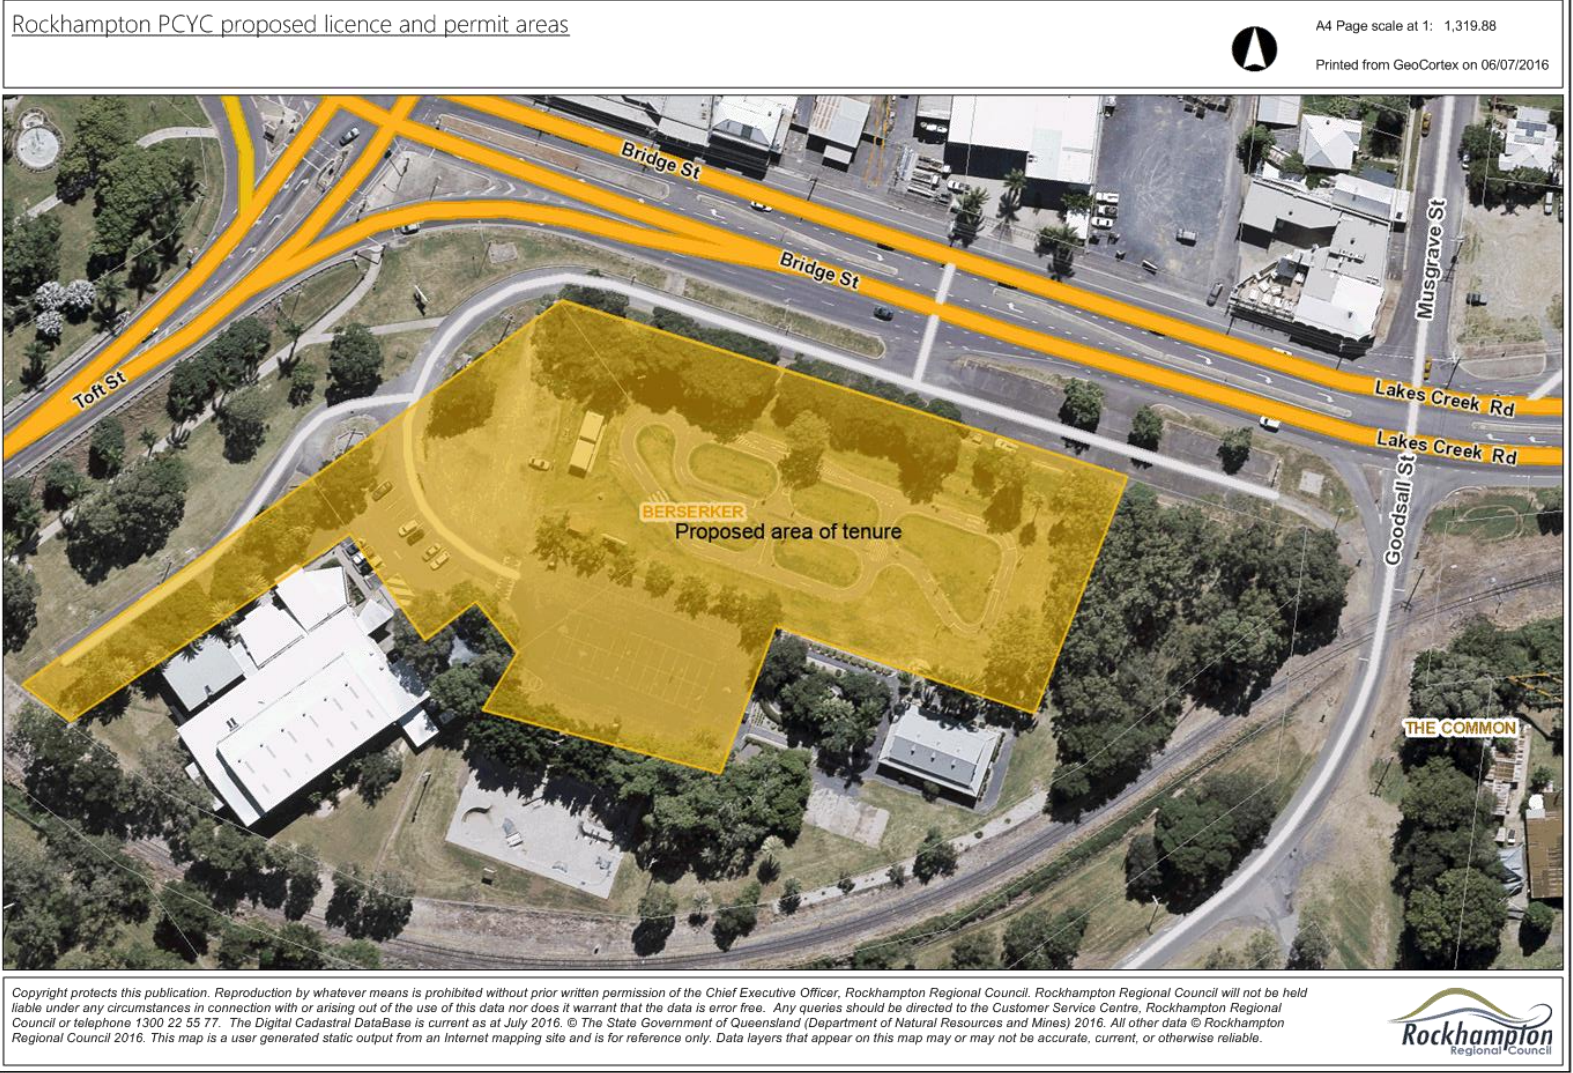 Rockhampton PCYC proposed licence and permit areas
A4 Page scale at 1: 1,319.88
Printed from GeoCortex on 06/07/2016
Bridge St
Bridge St
Musgrave St
Toft St
Lakes Creek Rd
Lakes Creek Rd
Goodsall St
BERSERKER
Proposed area of tenure
THE COMMON
Copyright protects this publication. Reproduction by whatever means is prohibited without prior written permission of the Chief Executive Officer, Rockhampton Regional Council. Rockhampton Regional Council will not be held
liable under any circumstances in connection with or arising out of the use of this data nor does it warrant that the data is error free. Any queries should be directed to the Customer Service Centre, Rockhampton Regional
Council or telephone 1300 22 55 77. The Digital Cadastral DataBase is current as at July 2016. © The State Government of Queensland (Department of Natural Resources and Mines) 2016. All other data © Rockhampton
Regional Council 2016. This map is a user generated static output from an Internet mapping site and is for reference only. Data layers that appear on this map may or may not be accurate, current, or otherwise reliable.
Rockhampton
Regional Council